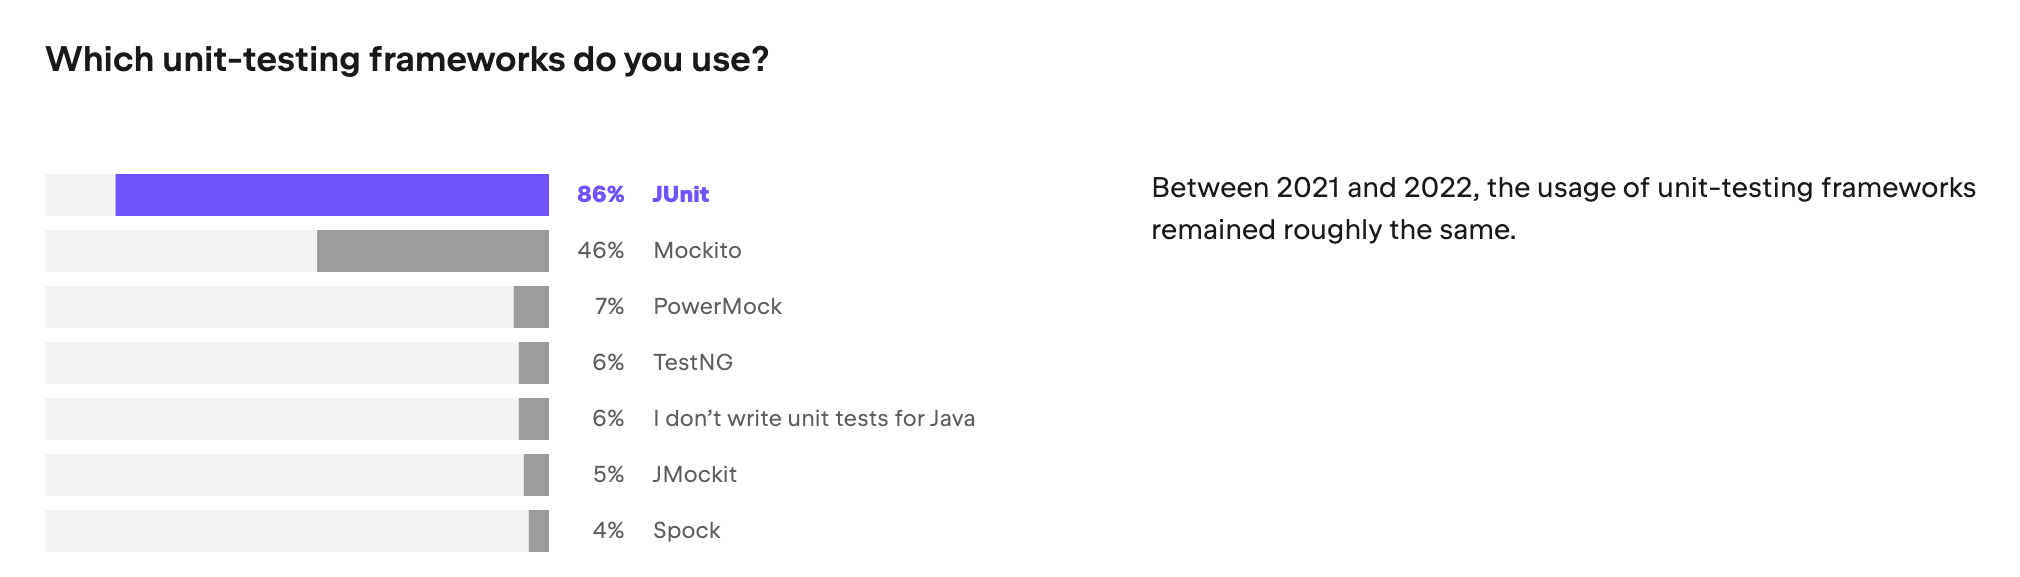 Which unit-testing frameworks do you use?
86% JUnit
46% Mockito
7% PowerMock
6% TestNG
6% I don’t write unit tests for Java
5% JMockit
4% Spock
Between 2021 and 2022, the usage of unit-testing frameworks
remained roughly the same.